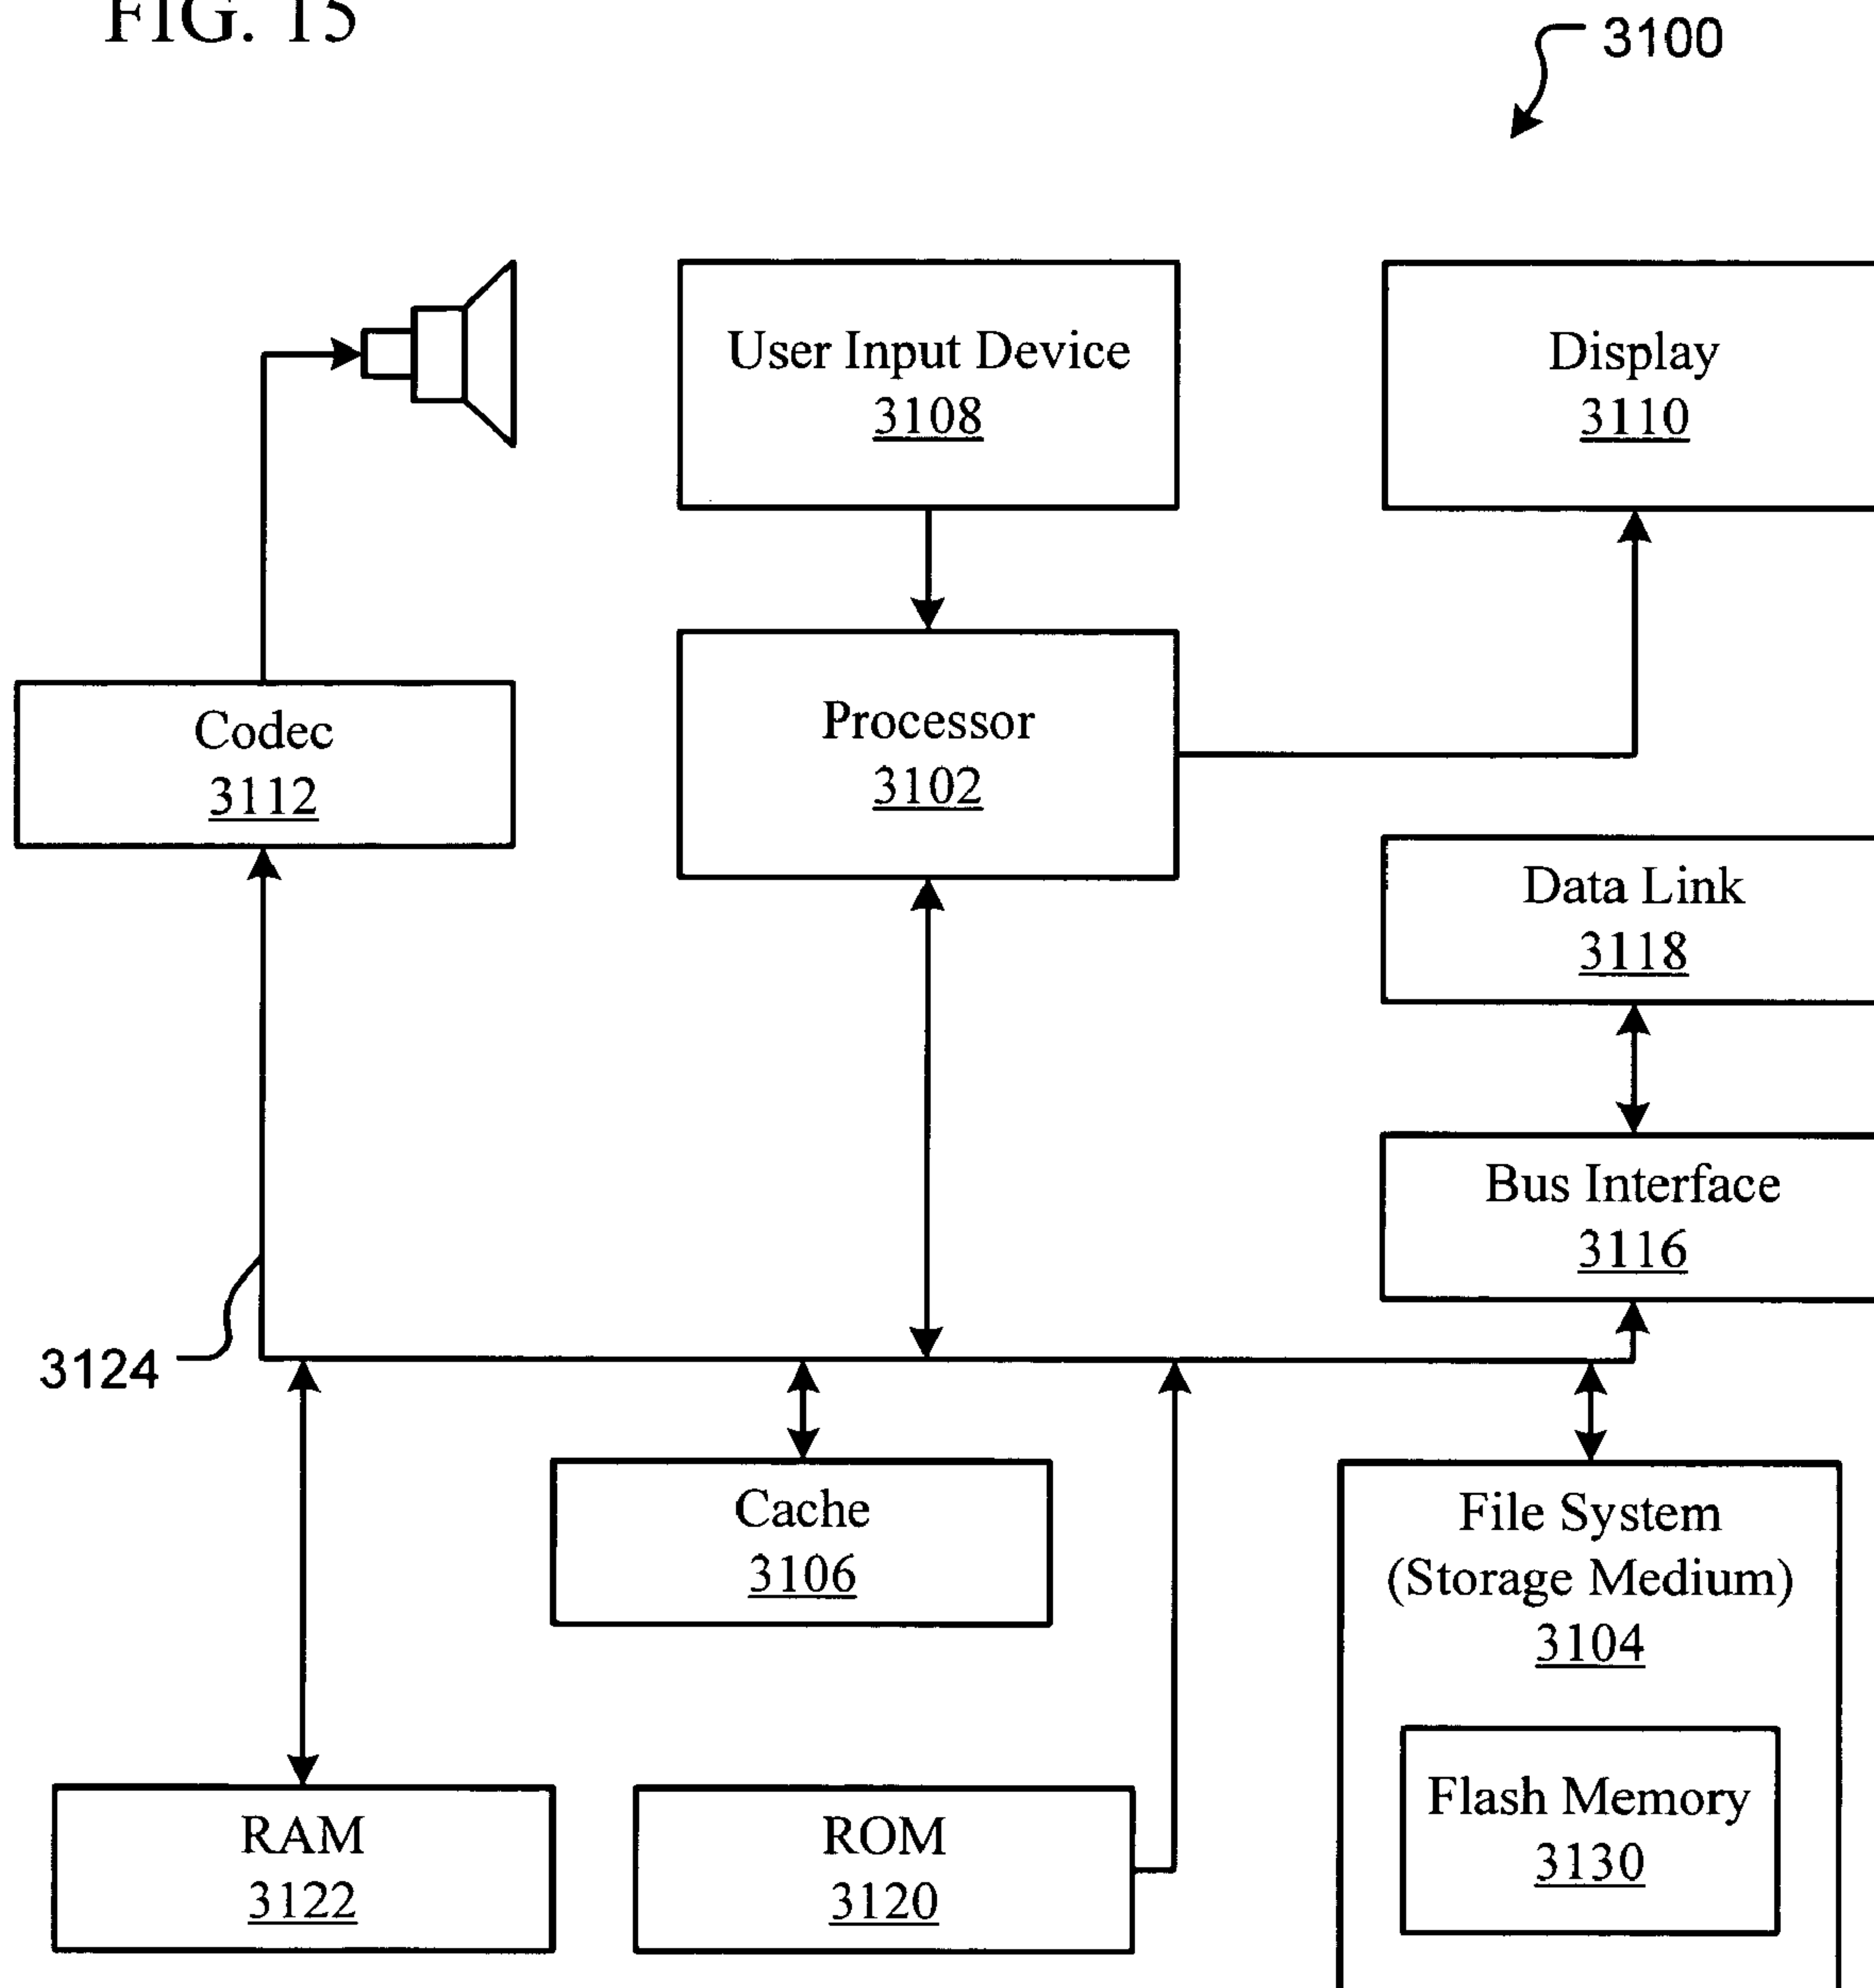 FIG. 15
3100
User Input Device
3108
Display
3110
Codec
3112
Processor
3102
Data Link
3118
Bus Interface
3116
3124
Cache
3106
File System
(Storage Medium)
3104
Flash Memory
3130
RAM
3122
ROM
3120